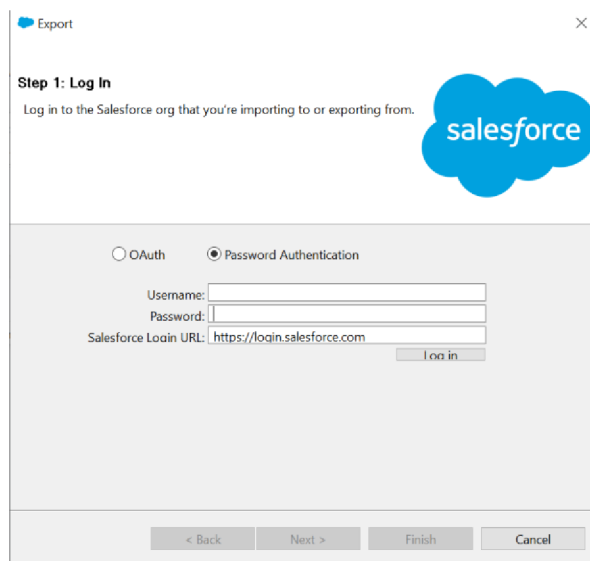 Export
Step 1: Log In
Log in to the Salesforce org that you're importing to or exporting from.
salesforce
OAuth Password Authentication
Username:
Password:
Salesforce Login URL: https://login.salesforce.com
Log in
< Back Next > Finish Cancel